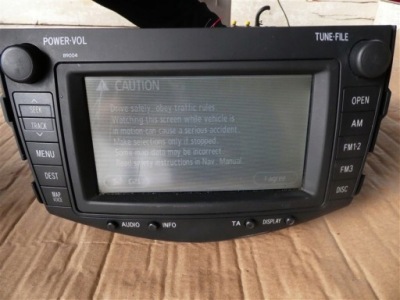 POWER·VOL
TUNE·FILE
CAUTION
Drive safely, obey traffic rules
Watching this screen while vehicle is
in motion can cause a serious accident.
Make selections only if stopped.
Some map data may be incorrect.
Read safety instructions in Nav. Manual.
I agree
SEEK
TRACK
MENU
DEST
MAP
OPEN
AM
FM1·2
FM3
DISC
AUDIO
INFO
TA
DISPLAY